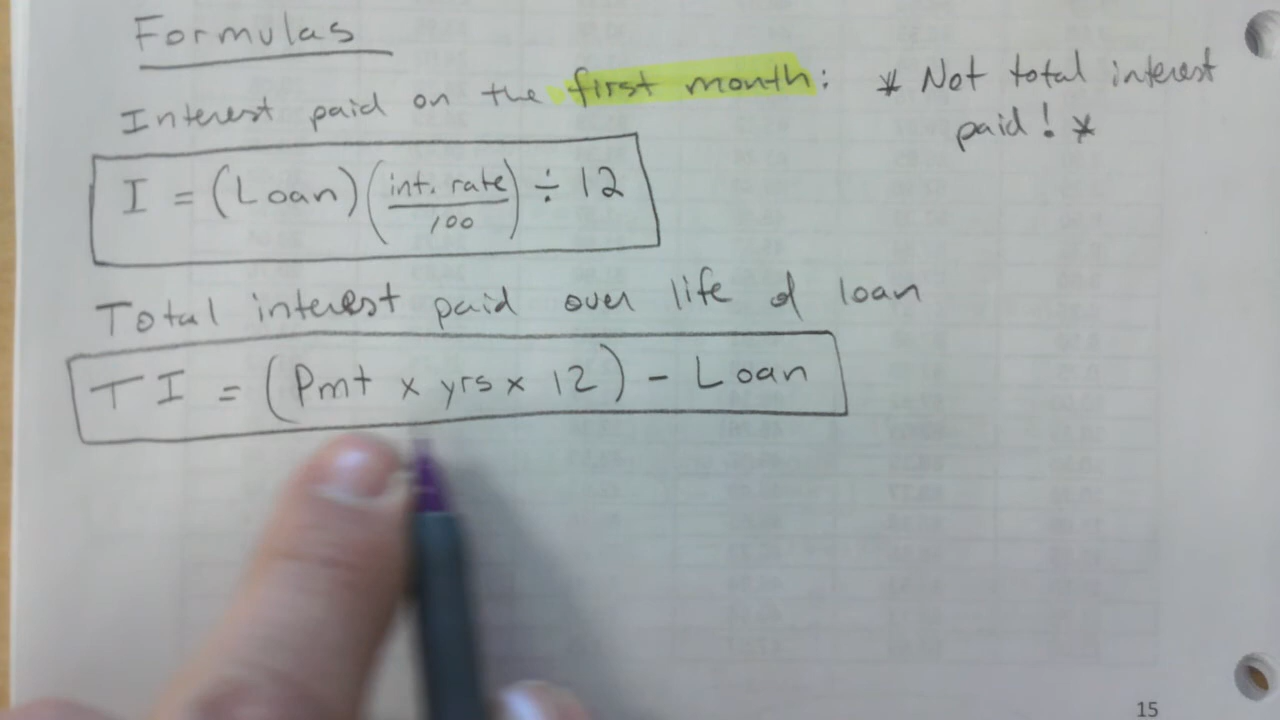 Formulas
Interest paid on the first month: * Not total interest
paid! *
I = (Loan)(int. rate/100) ÷ 12
Total interest paid over life of loan
TI = (Pmt x yrs x 12) - Loan
15